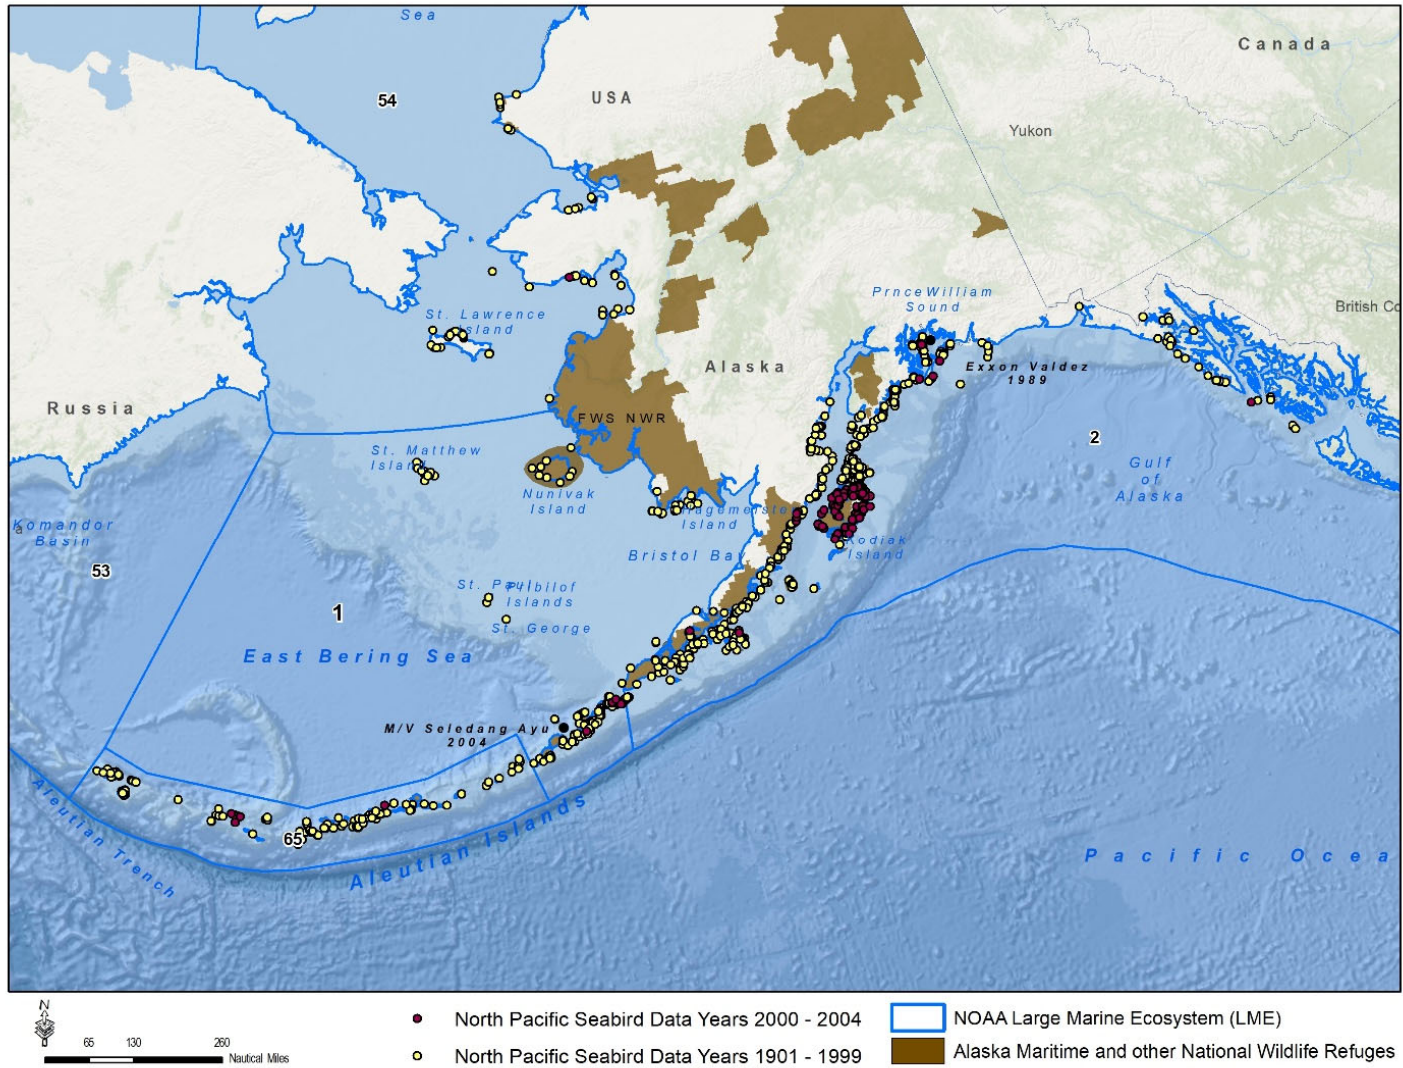 Sea
Canada
54
USA
Yukon
PrnceWilliam
Sound
British Co
St. Lawrence
Island
Alaska
Exxon Valdez
1989
Russia
FWS NWR
2
St. Matthew
Island
Gulf
of
Alaska
Nunivak
Island
Hagemeister
Island
Komandor
Basin
a
Kodiak
Island
Bristol Bay
53
St. Paul
Pibilof
Islands
1
St. George
East Bering Sea
M/V Seledang Ayu
2004
Aleutian Trench
65
Aleutian Islands
Pacific Ocea
N
65 130 260
Nautical Miles
North Pacific Seabird Data Years 2000 - 2004
North Pacific Seabird Data Years 1901 - 1999
NOAA Large Marine Ecosystem (LME)
Alaska Maritime and other National Wildlife Refuges